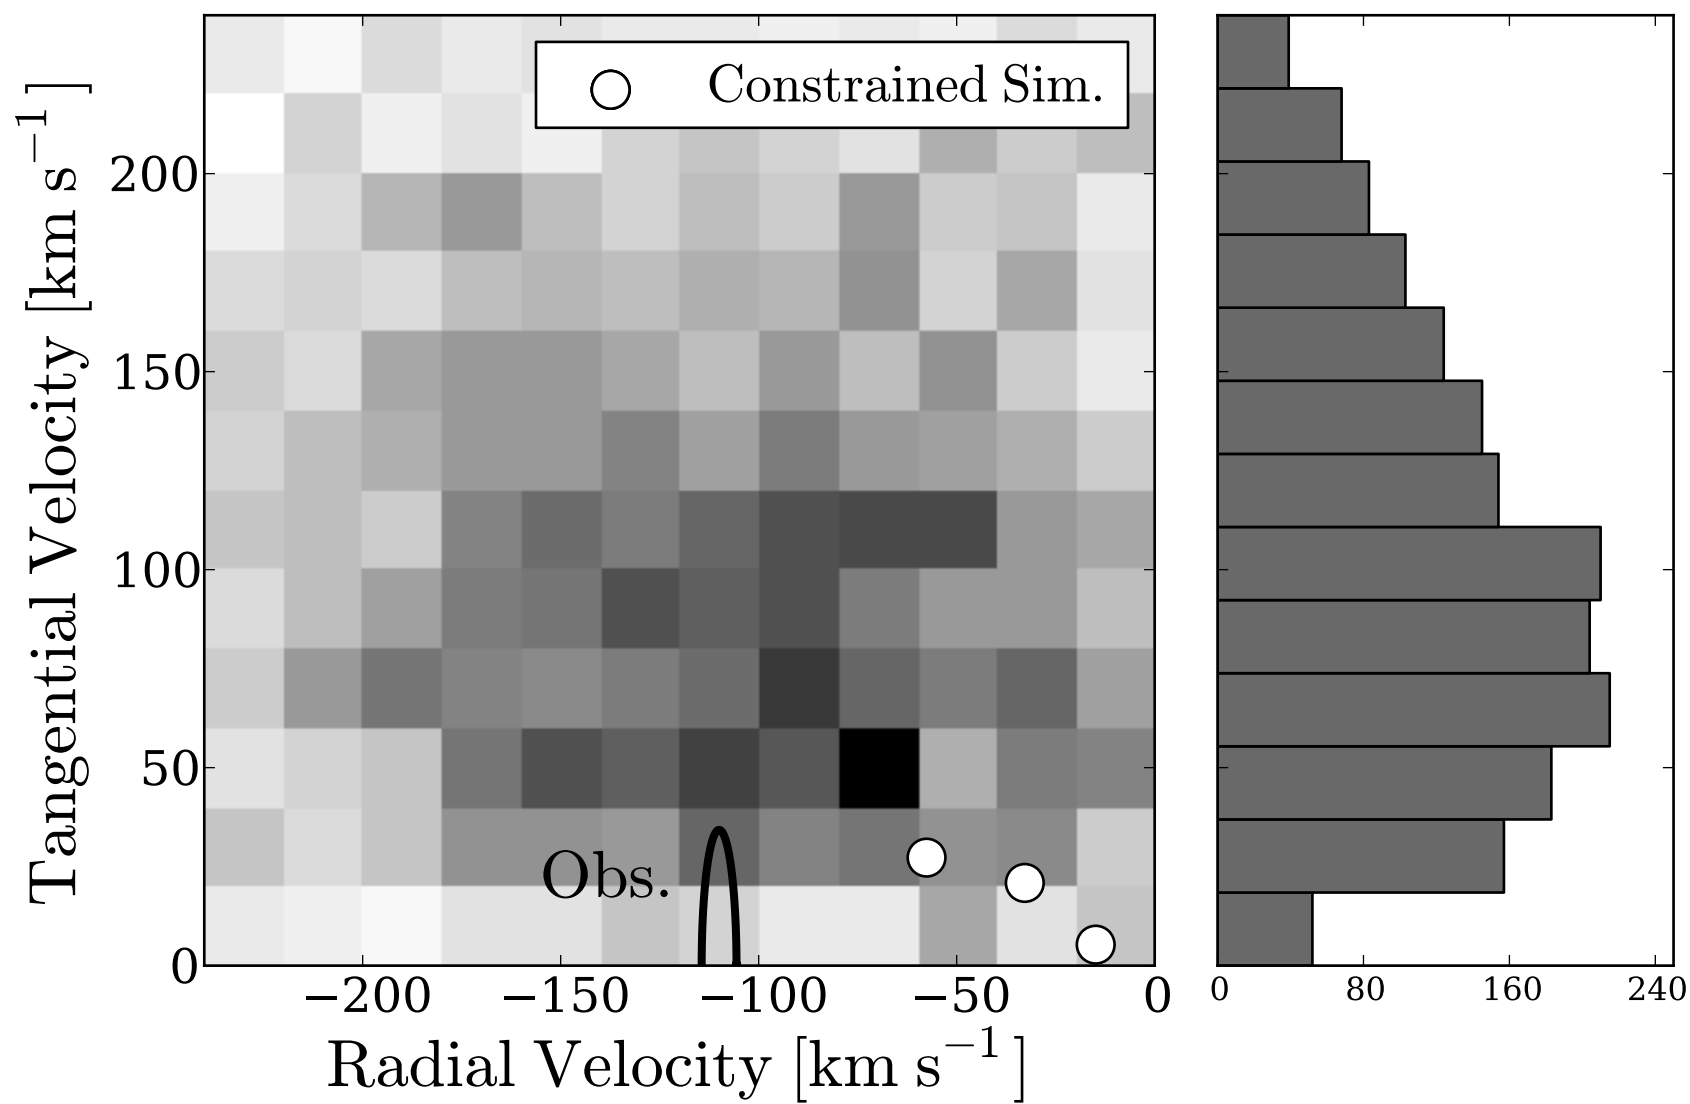 Constrained Sim.
Tangential Velocity [km s−1]
200
150
100
50
0
Obs.
−200 −150 −100 −50 0
0 80 160 240
Radial Velocity [km s−1]